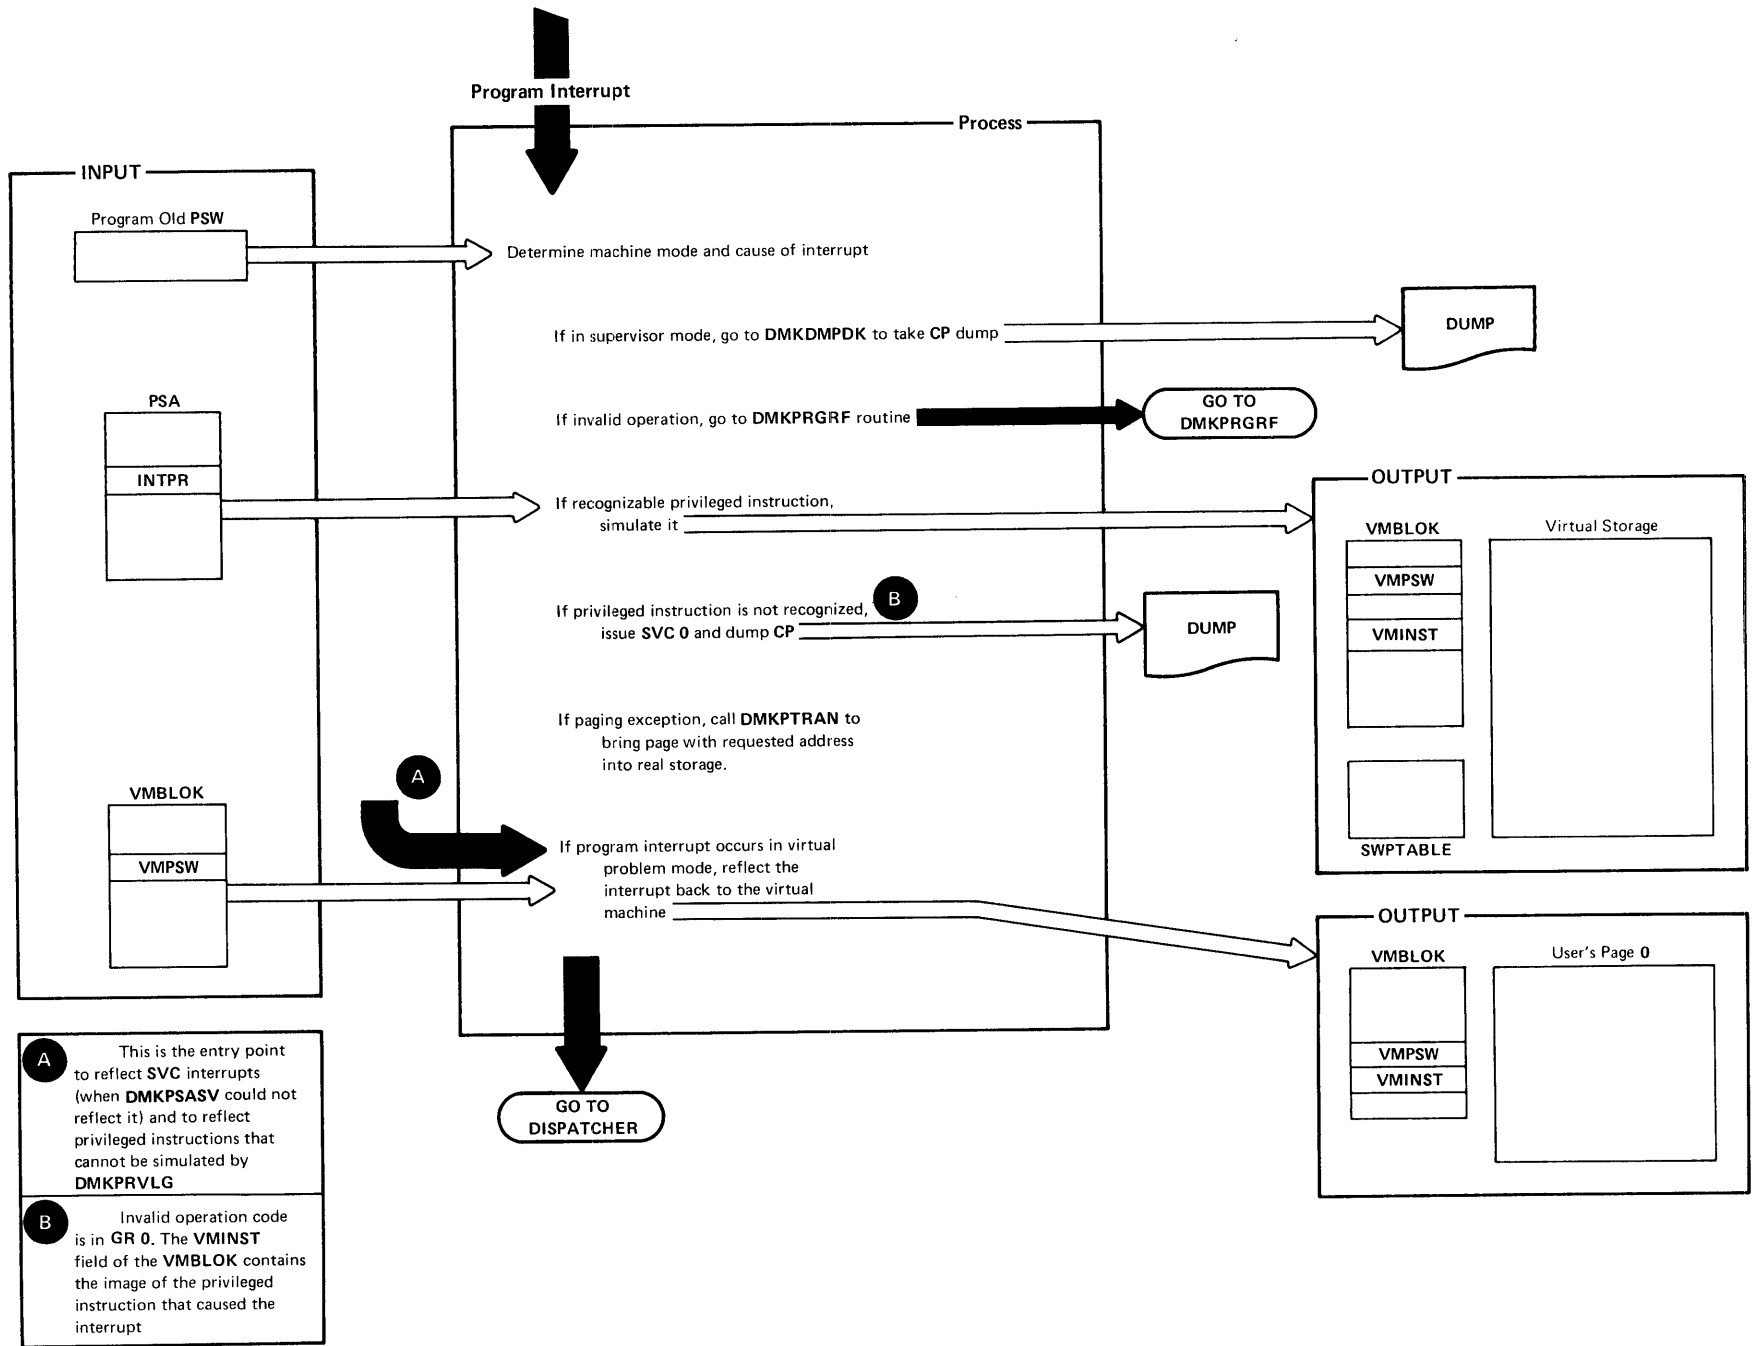 Program Interrupt
Process
INPUT
Program Old PSW
Determine machine mode and cause of interrupt
If in supervisor mode, go to DMKDMPDK to take CP dump
DUMP
PSA
INTPR
If invalid operation, go to DMKPRGRF routine
GO TO
DMKPRGRF
If recognizable privileged instruction,
simulate it
OUTPUT
VMBLOK
VMPSW
VMINST
SWPTABLE
Virtual Storage
If privileged instruction is not recognized,
issue SVC 0 and dump CP
B
DUMP
If paging exception, call DMKPTRAN to
bring page with requested address
into real storage.
A
VMBLOK
VMPSW
If program interrupt occurs in virtual
problem mode, reflect the
interrupt back to the virtual
machine
OUTPUT
VMBLOK
VMPSW
VMINST
User's Page 0
GO TO
DISPATCHER
A
This is the entry point
to reflect SVC interrupts
(when DMKPSASV could not
reflect it) and to reflect
privileged instructions that
cannot be simulated by
DMKPRVLG
B
Invalid operation code
is in GR 0. The VMINST
field of the VMBLOK contains
the image of the privileged
instruction that caused the
interrupt